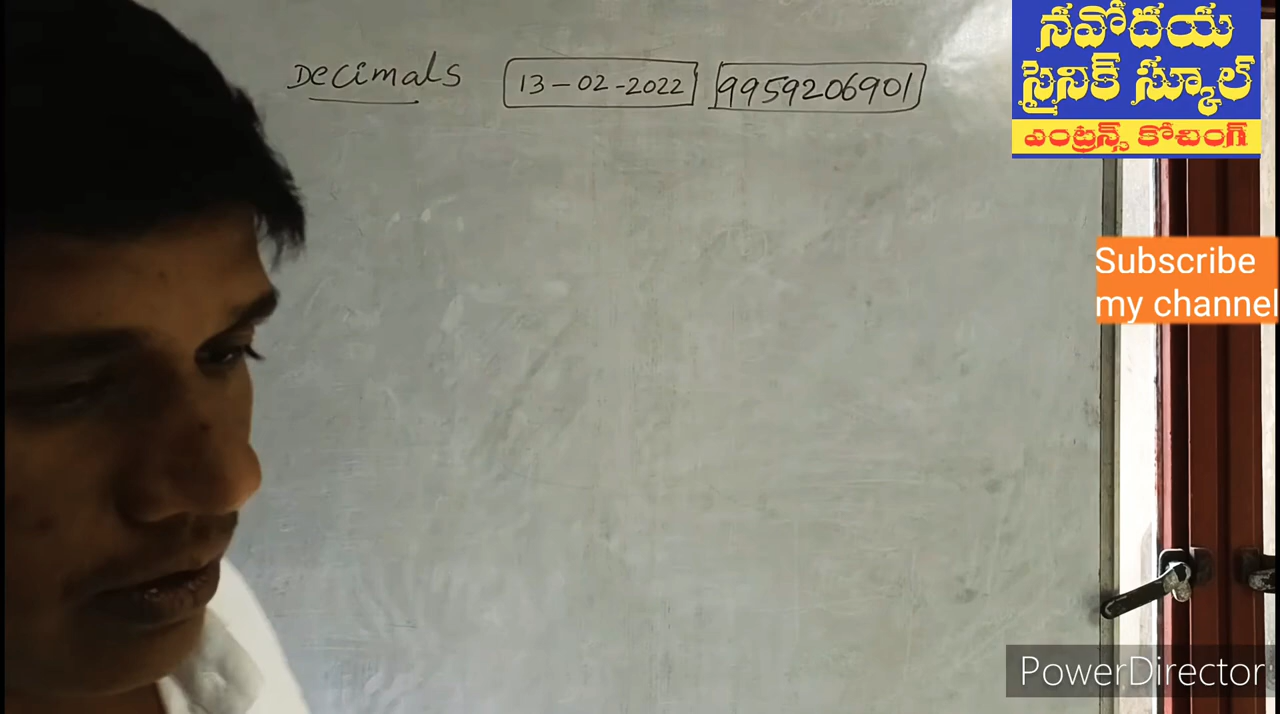 Decimals 13-02-2022 9959206901
నవోదయ
సైనిక్ స్కూల్
ఎంట్రన్స్ కోచింగ్
Subscribe
my channel
PowerDirector